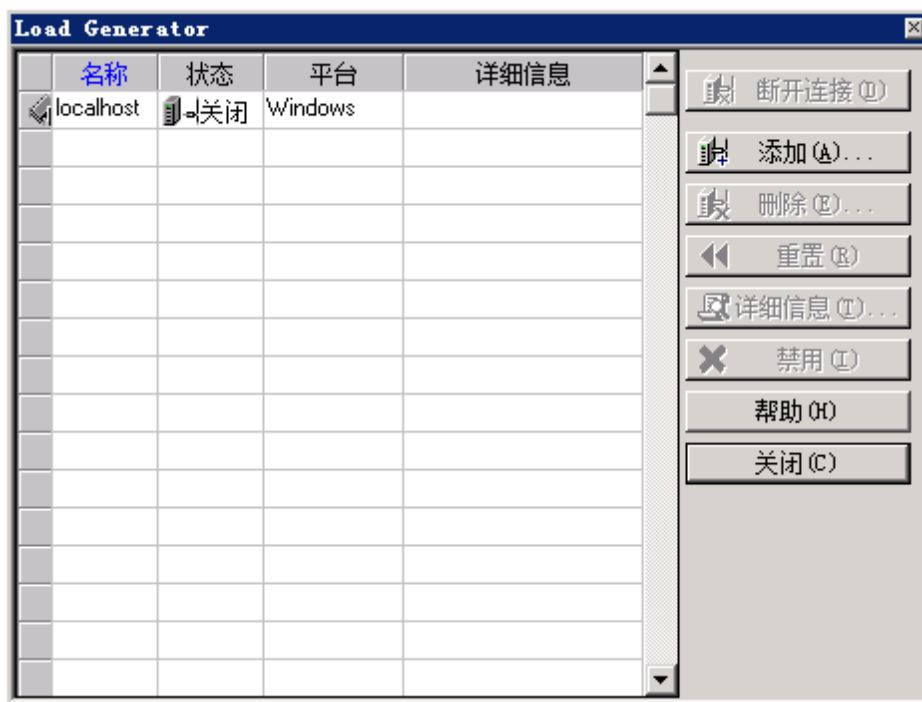 Load Generator
名称 状态 平台 详细信息
localhost 关闭 Windows
断开连接(D)
添加(A)...
删除(E)...
重置(R)
详细信息(T)...
禁用(I)
帮助(H)
关闭(C)